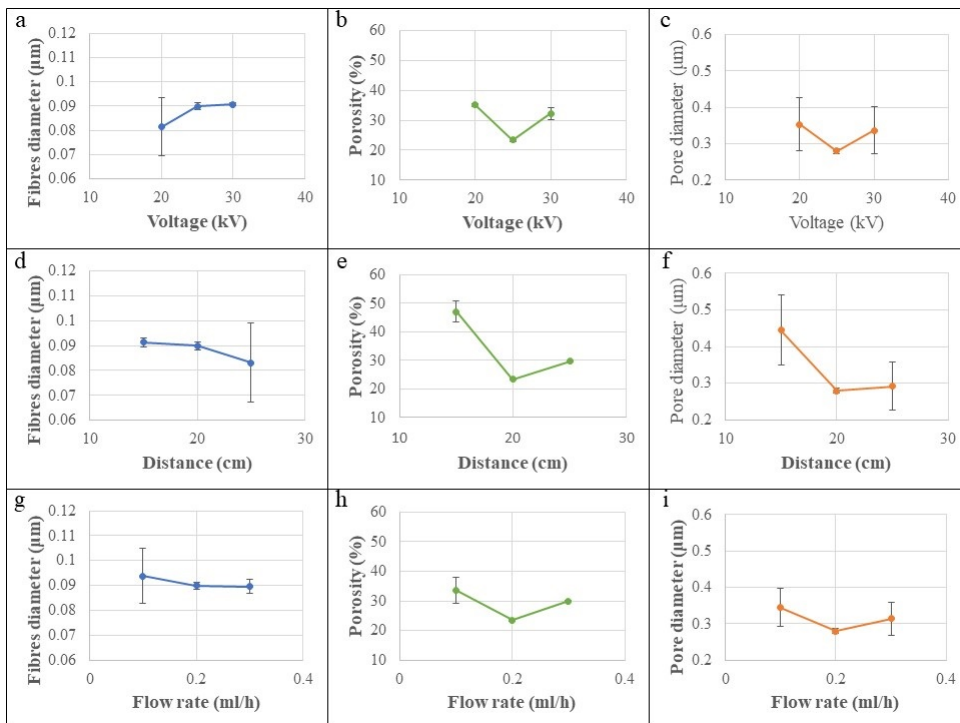 a
Fibres diameter (µm)
0.12
0.11
0.1
0.09
0.08
0.07
0.06
10 20 30 40
Voltage (kV)
b
Porosity (%)
60
50
40
30
20
10
10 20 30 40
Voltage (kV)
c
Pore diameter (µm)
0.6
0.5
0.4
0.3
0.2
10 20 30 40
Voltage (kV)
d
Fibres diameter (µm)
0.12
0.11
0.1
0.09
0.08
0.07
0.06
10 20 30
Distance (cm)
e
Porosity (%)
60
50
40
30
20
10
10 20 30
Distance (cm)
f
Pore diameter (µm)
0.6
0.5
0.4
0.3
0.2
10 20 30
Distance (cm)
g
Fibres diameter (µm)
0.12
0.11
0.1
0.09
0.08
0.07
0.06
0 0.2 0.4
Flow rate (ml/h)
h
Porosity (%)
60
50
40
30
20
10
0 0.2 0.4
Flow rate (ml/h)
i
Pore diameter (µm)
0.6
0.5
0.4
0.3
0.2
0 0.2 0.4
Flow rate (ml/h)